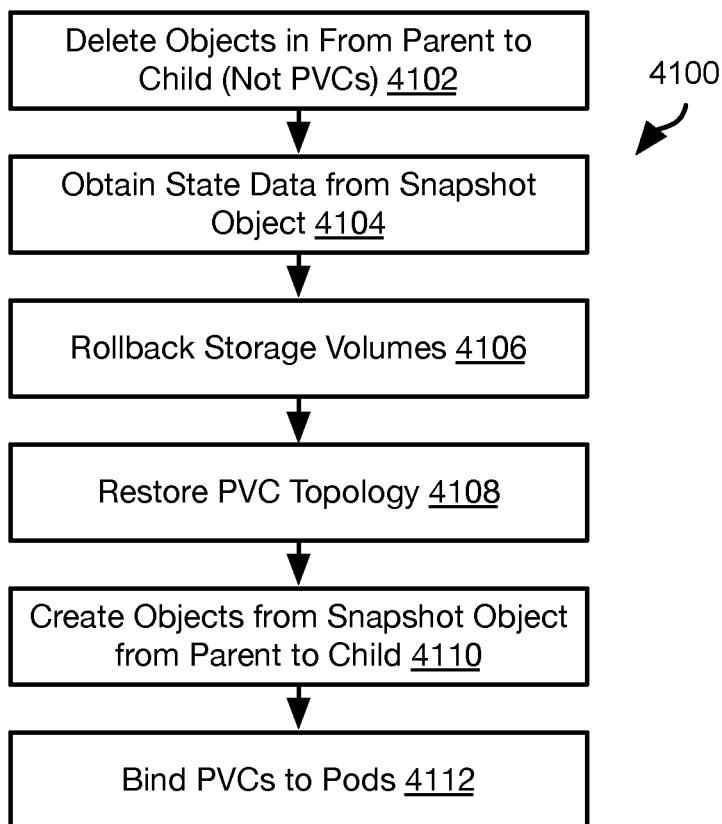 Delete Objects in From Parent to
Child (Not PVCs) 4102
4100
Obtain State Data from Snapshot
Object 4104
Rollback Storage Volumes 4106
Restore PVC Topology 4108
Create Objects from Snapshot Object
from Parent to Child 4110
Bind PVCs to Pods 4112